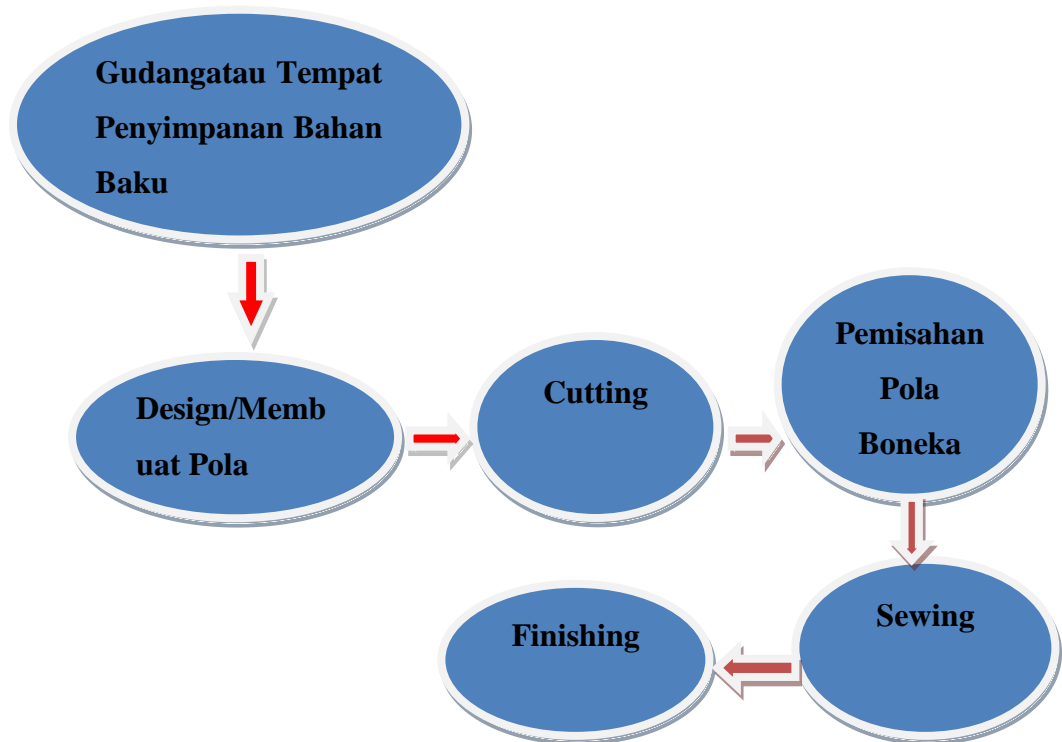 Gudangatau Tempat
Penyimpanan Bahan
Baku
Design/Memb
uat Pola
Cutting
Pemisahan
Pola
Boneka
Sewing
Finishing